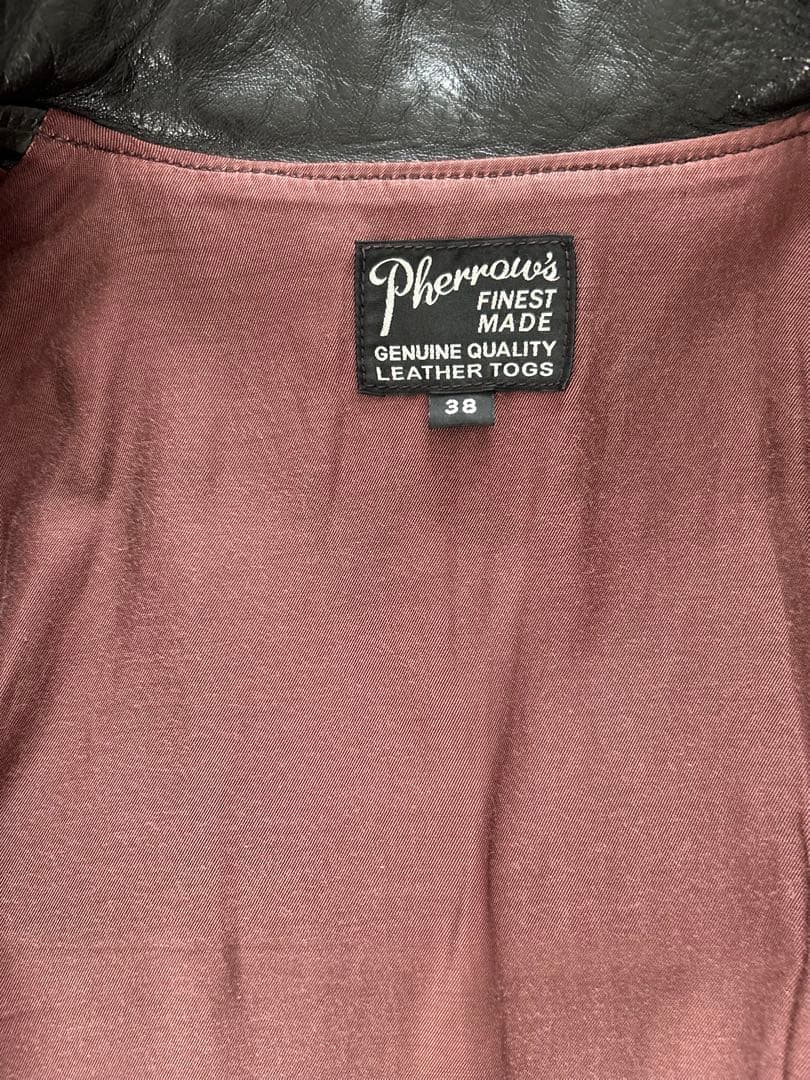 Pherrow's
FINEST
MADE
GENUINE QUALITY
LEATHER TOGS
38